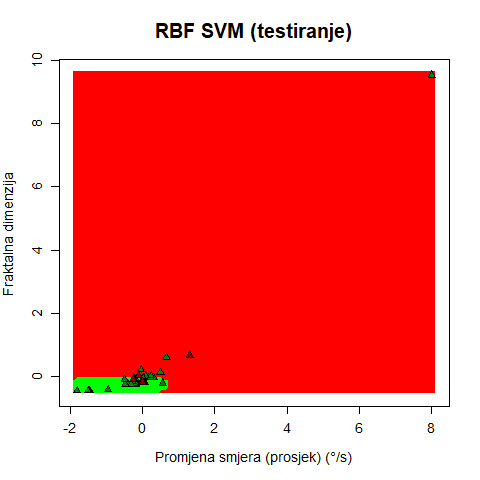 RBF SVM (testiranje)
Fraktalna dimenzija
10
8
6
4
2
0
-2 0 2 4 6 8
Promjena smjera (prosjek) (°/s)